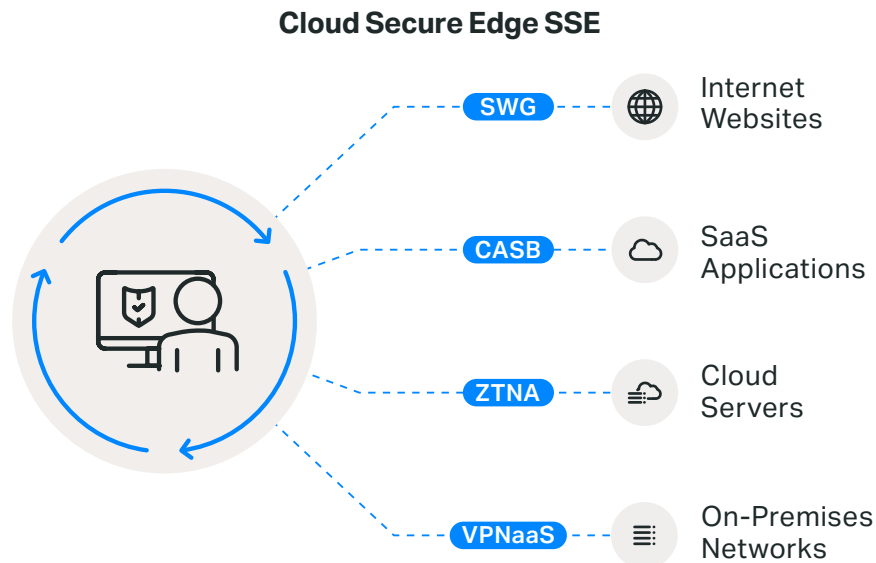 Cloud Secure Edge SSE
SWG
Internet
Websites
CASB
SaaS
Applications
ZTNA
Cloud
Servers
VPNaaS
On-Premises
Networks